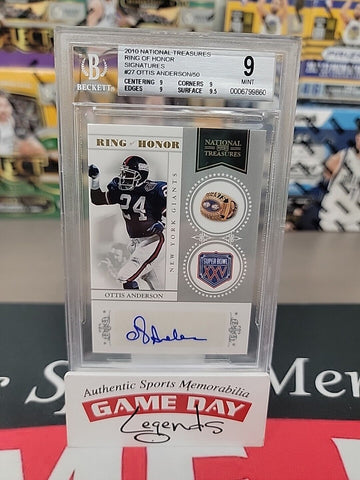 2010 NATIONAL TREASURES
RING OF HONOR
SIGNATURES
#27 OTTIS ANDERSON/50
CENTERING 9 CORNERS 9
EDGES 9 SURFACE 9.5
BECKETT
9
MINT
0006799860
RING of HONOR
NATIONAL
TREASURES
24
NEW YORK GIANTS
SUPER BOWL
XXV
OTTIS ANDERSON
Authentic Sports Memorabilia
GAME DAY
Legends